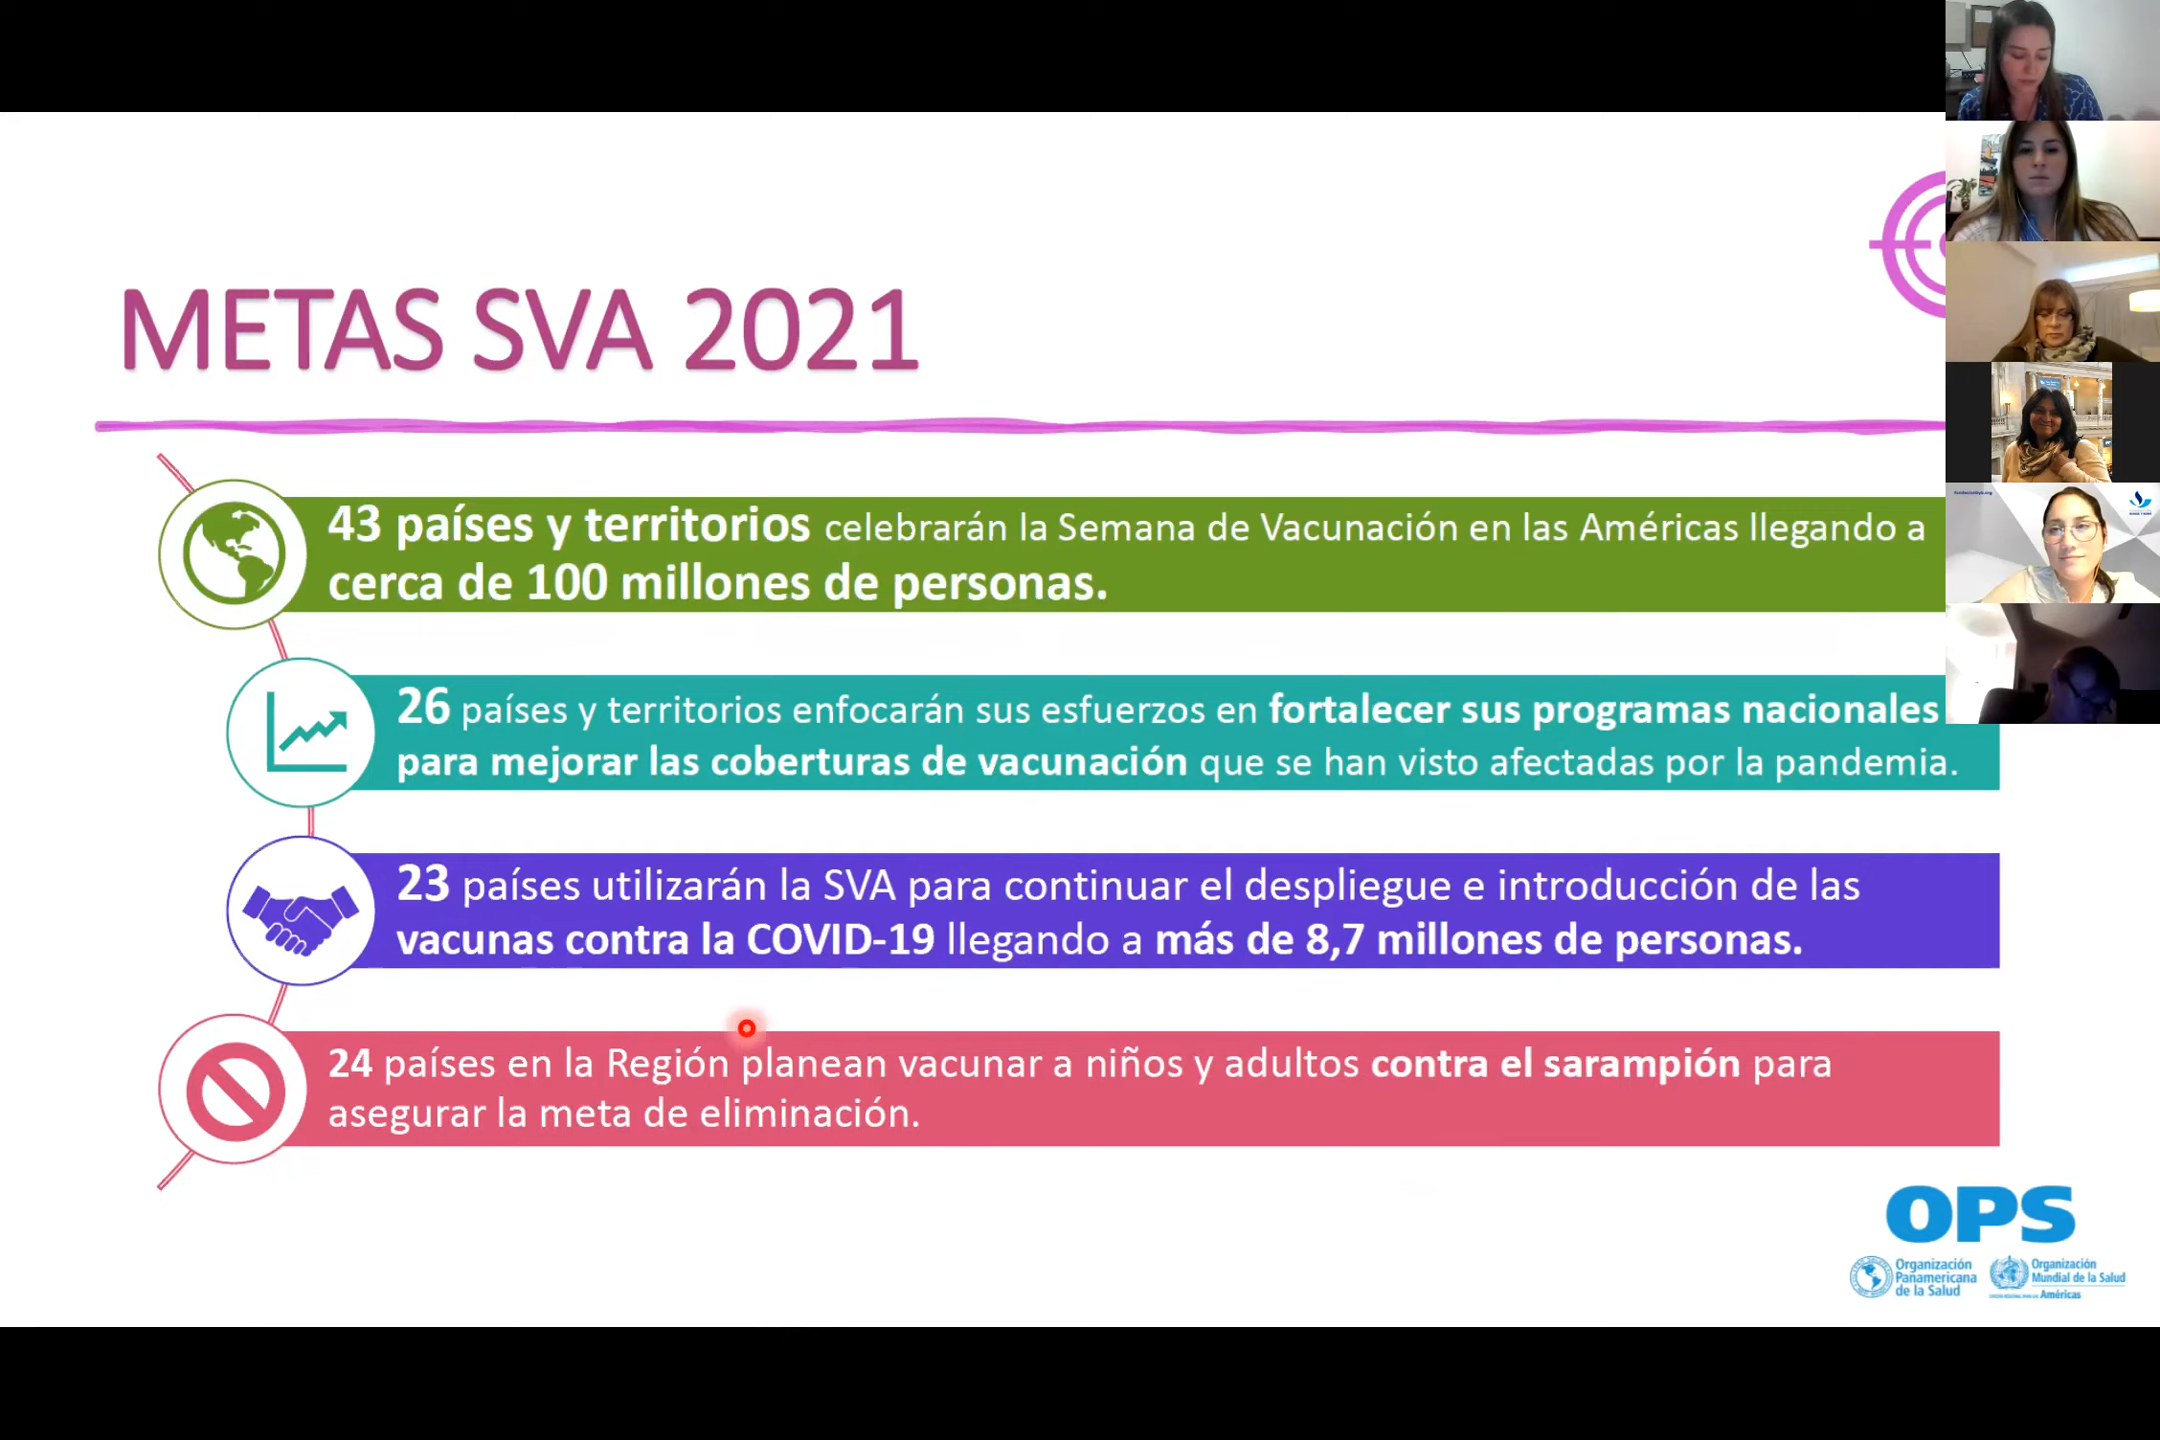 METAS SVA 2021
43 países y territorios celebrarán la Semana de Vacunación en las Américas llegando a
cerca de 100 millones de personas.
26 países y territorios enfocarán sus esfuerzos en fortalecer sus programas nacionales
para mejorar las coberturas de vacunación que se han visto afectadas por la pandemia.
23 países utilizarán la SVA para continuar el despliegue e introducción de las
vacunas contra la COVID-19 llegando a más de 8,7 millones de personas.
24 países en la Región planean vacunar a niños y adultos contra el sarampión para
asegurar la meta de eliminación.
OPS
Organización
Panamericana
de la Salud
Organización
Mundial de la Salud
Américas